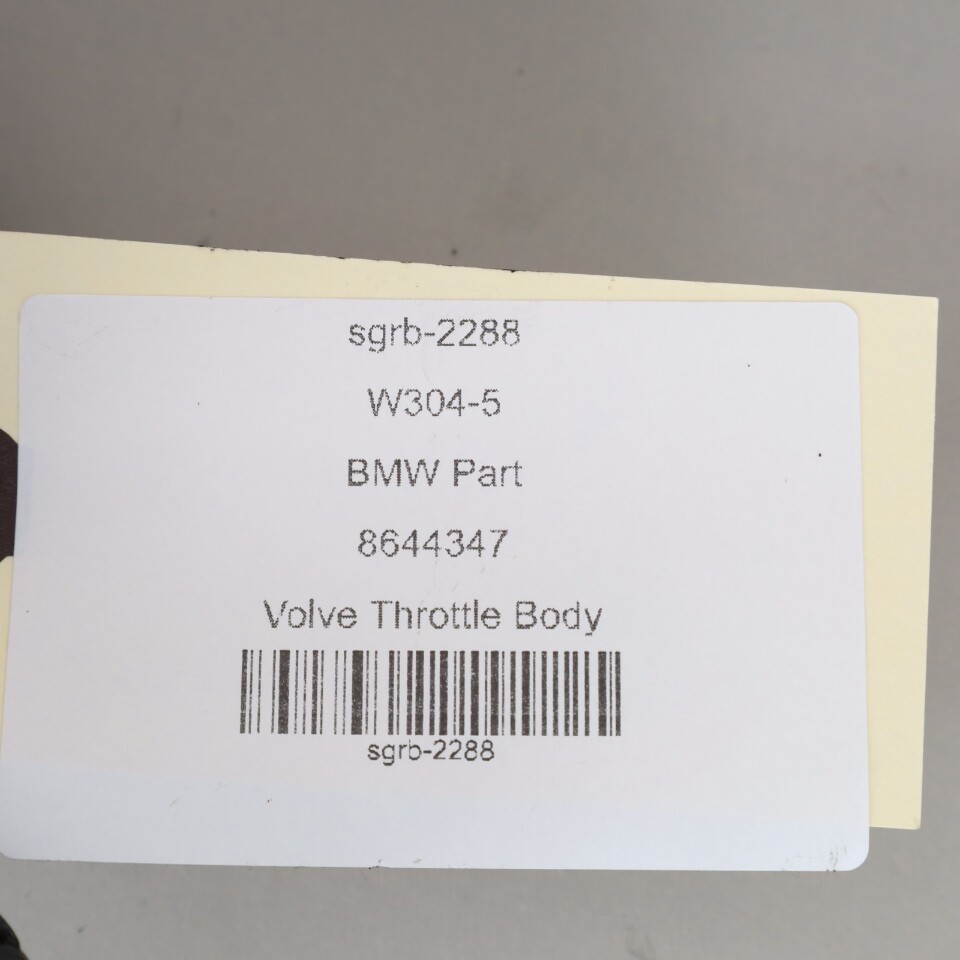 sgrb-2288
W304-5
BMW Part
8644347
Volve Throttle Body
sgrb-2288